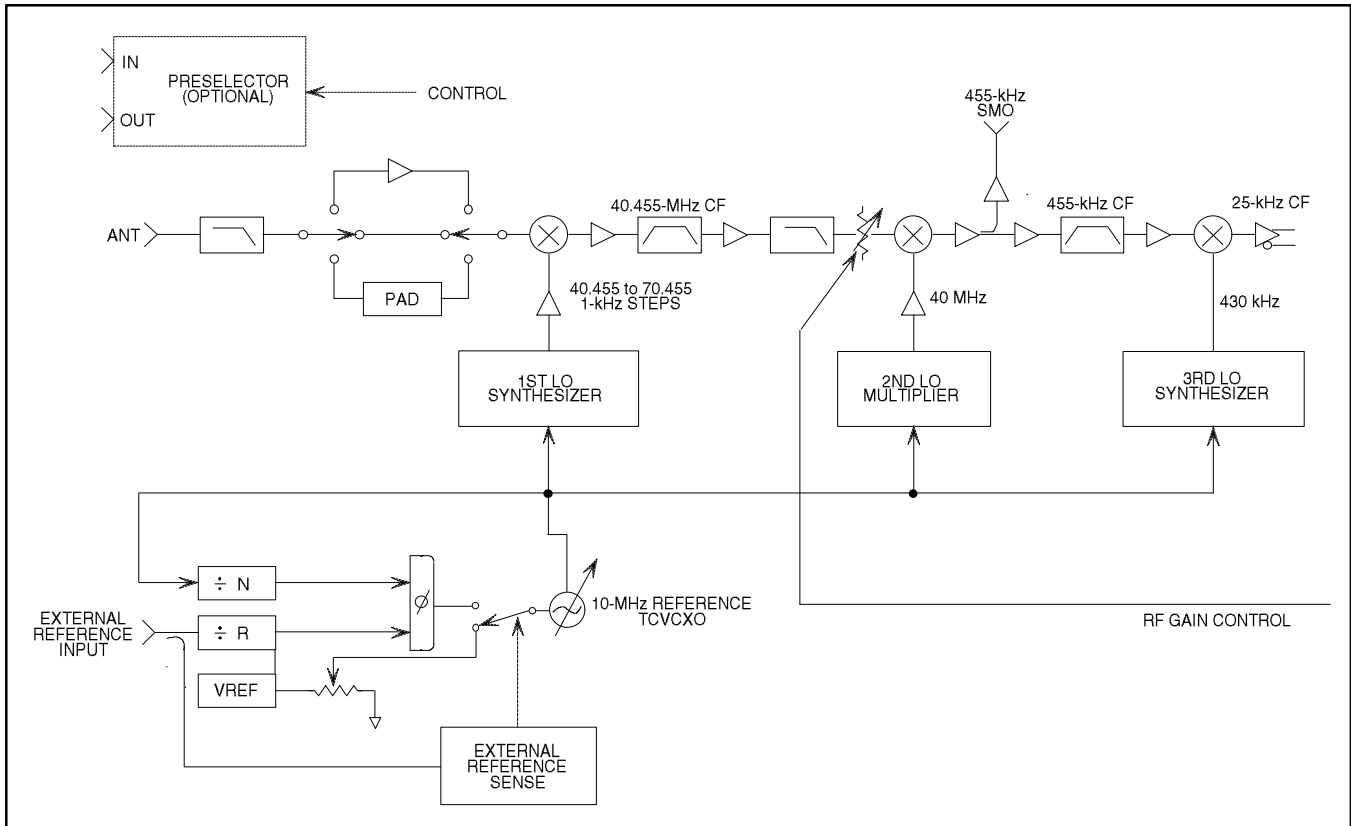 IN
PRESELECTOR
(OPTIONAL)
OUT
CONTROL
455-kHz
SMO
ANT
40.455-MHz CF
455-kHz CF
25-kHz CF
PAD
40.455 to 70.455
1-kHz STEPS
40 MHz
430 kHz
1ST LO
SYNTHESIZER
2ND LO
MULTIPLIER
3RD LO
SYNTHESIZER
÷ N
EXTERNAL
REFERENCE
INPUT
÷ R
ϕ
10-MHz REFERENCE
TCVCXO
RF GAIN CONTROL
VREF
EXTERNAL
REFERENCE
SENSE